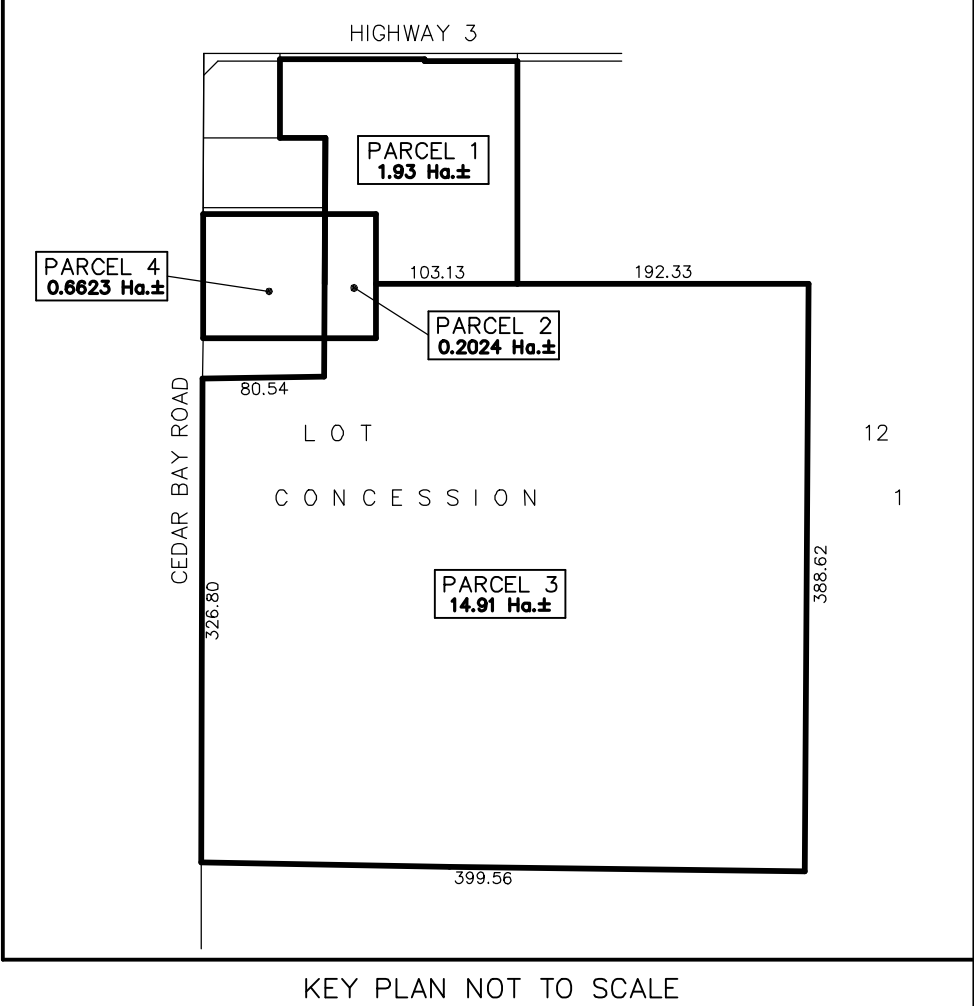 HIGHWAY 3
PARCEL 1
1.93 Ha.±
PARCEL 4
0.6623 Ha.±
103.13
192.33
PARCEL 2
0.2024 Ha.±
80.54
CEDAR BAY ROAD
LOT 12
CONCESSION 1
PARCEL 3
14.91 Ha.±
326.80
388.62
399.56
KEY PLAN NOT TO SCALE